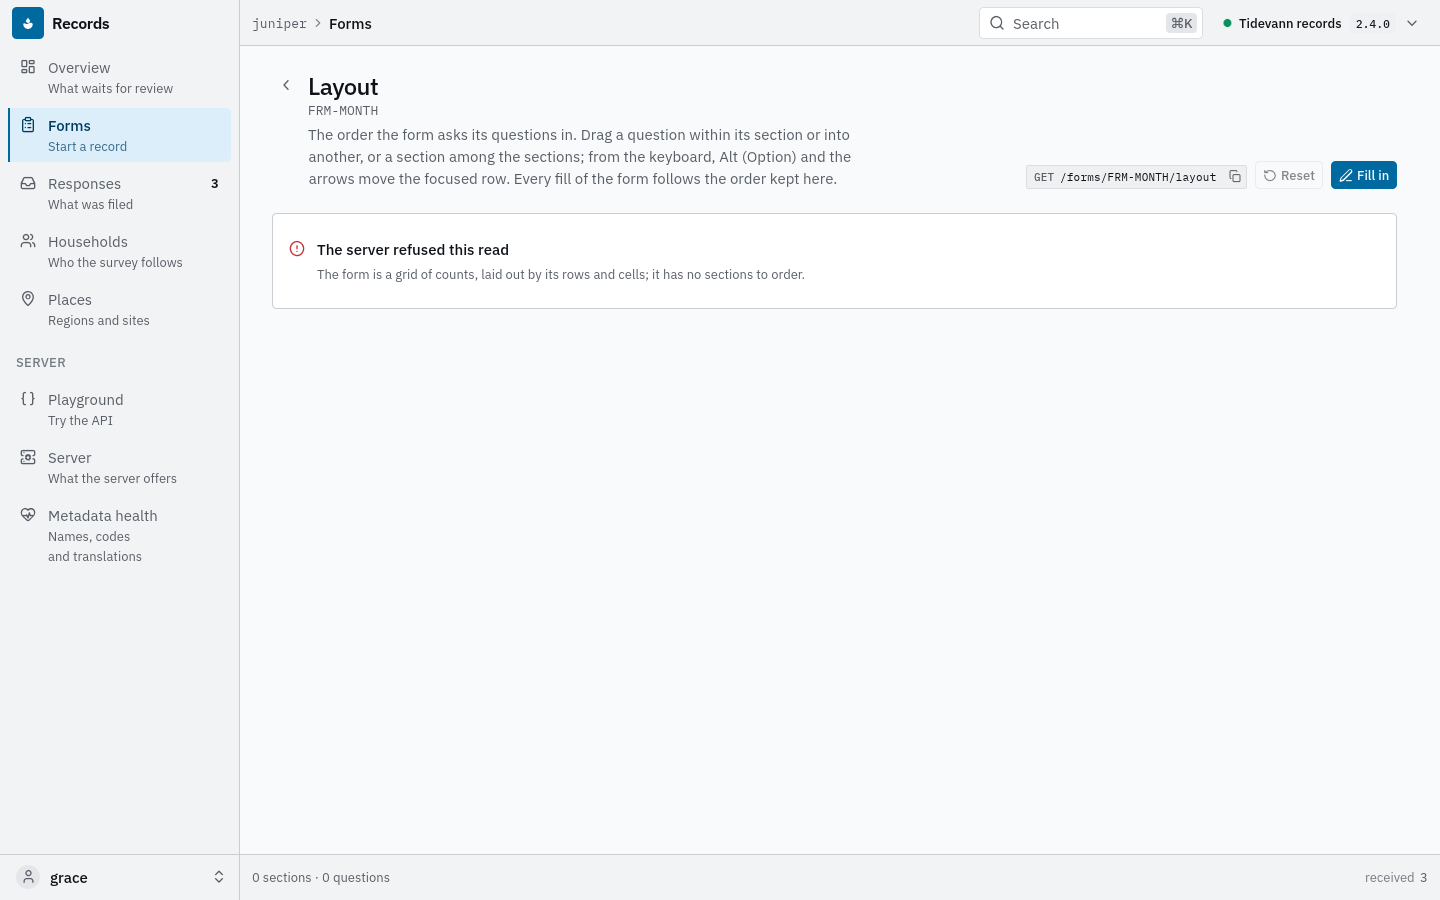 Records
juniper
Forms
Search
⌘K
Tidevann records
2.4.0
Overview
What waits for review
Forms
Start a record
Responses
3
What was filed
Households
Who the survey follows
Places
Regions and sites
SERVER
Playground
Try the API
Server
What the server offers
Metadata health
Names, codes
and translations
grace
Layout
FRM-MONTH
The order the form asks its questions in. Drag a question within its section or into
another, or a section among the sections; from the keyboard, Alt (Option) and the
arrows move the focused row. Every fill of the form follows the order kept here.
GET /forms/FRM-MONTH/layout
Reset
Fill in
The server refused this read
The form is a grid of counts, laid out by its rows and cells; it has no sections to order.
0 sections · 0 questions
received 3